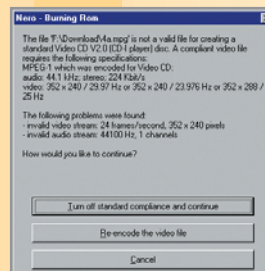 Nero - Burning Rom
The file 'F:\Download\4a.mpg' is not a valid file for creating a
standard Video CD V2.0 (CD-I player) disc. A compliant video file
requires the following specifications:
MPEG-1 which was encoded for Video CD:
audio: 44.1 kHz; stereo; 224 Kbit/s
video: 352 x 240 / 29.97 Hz or 352 x 240 / 23.976 Hz or 352 x 288 /
25 Hz
The following problems were found:
- invalid video stream: 24 frames/second, 352 x 240 pixels
- invalid audio stream: 44100 Hz, 1 channels
How would you like to continue?
Turn off standard compliance and continue
Re-encode the video file
Cancel